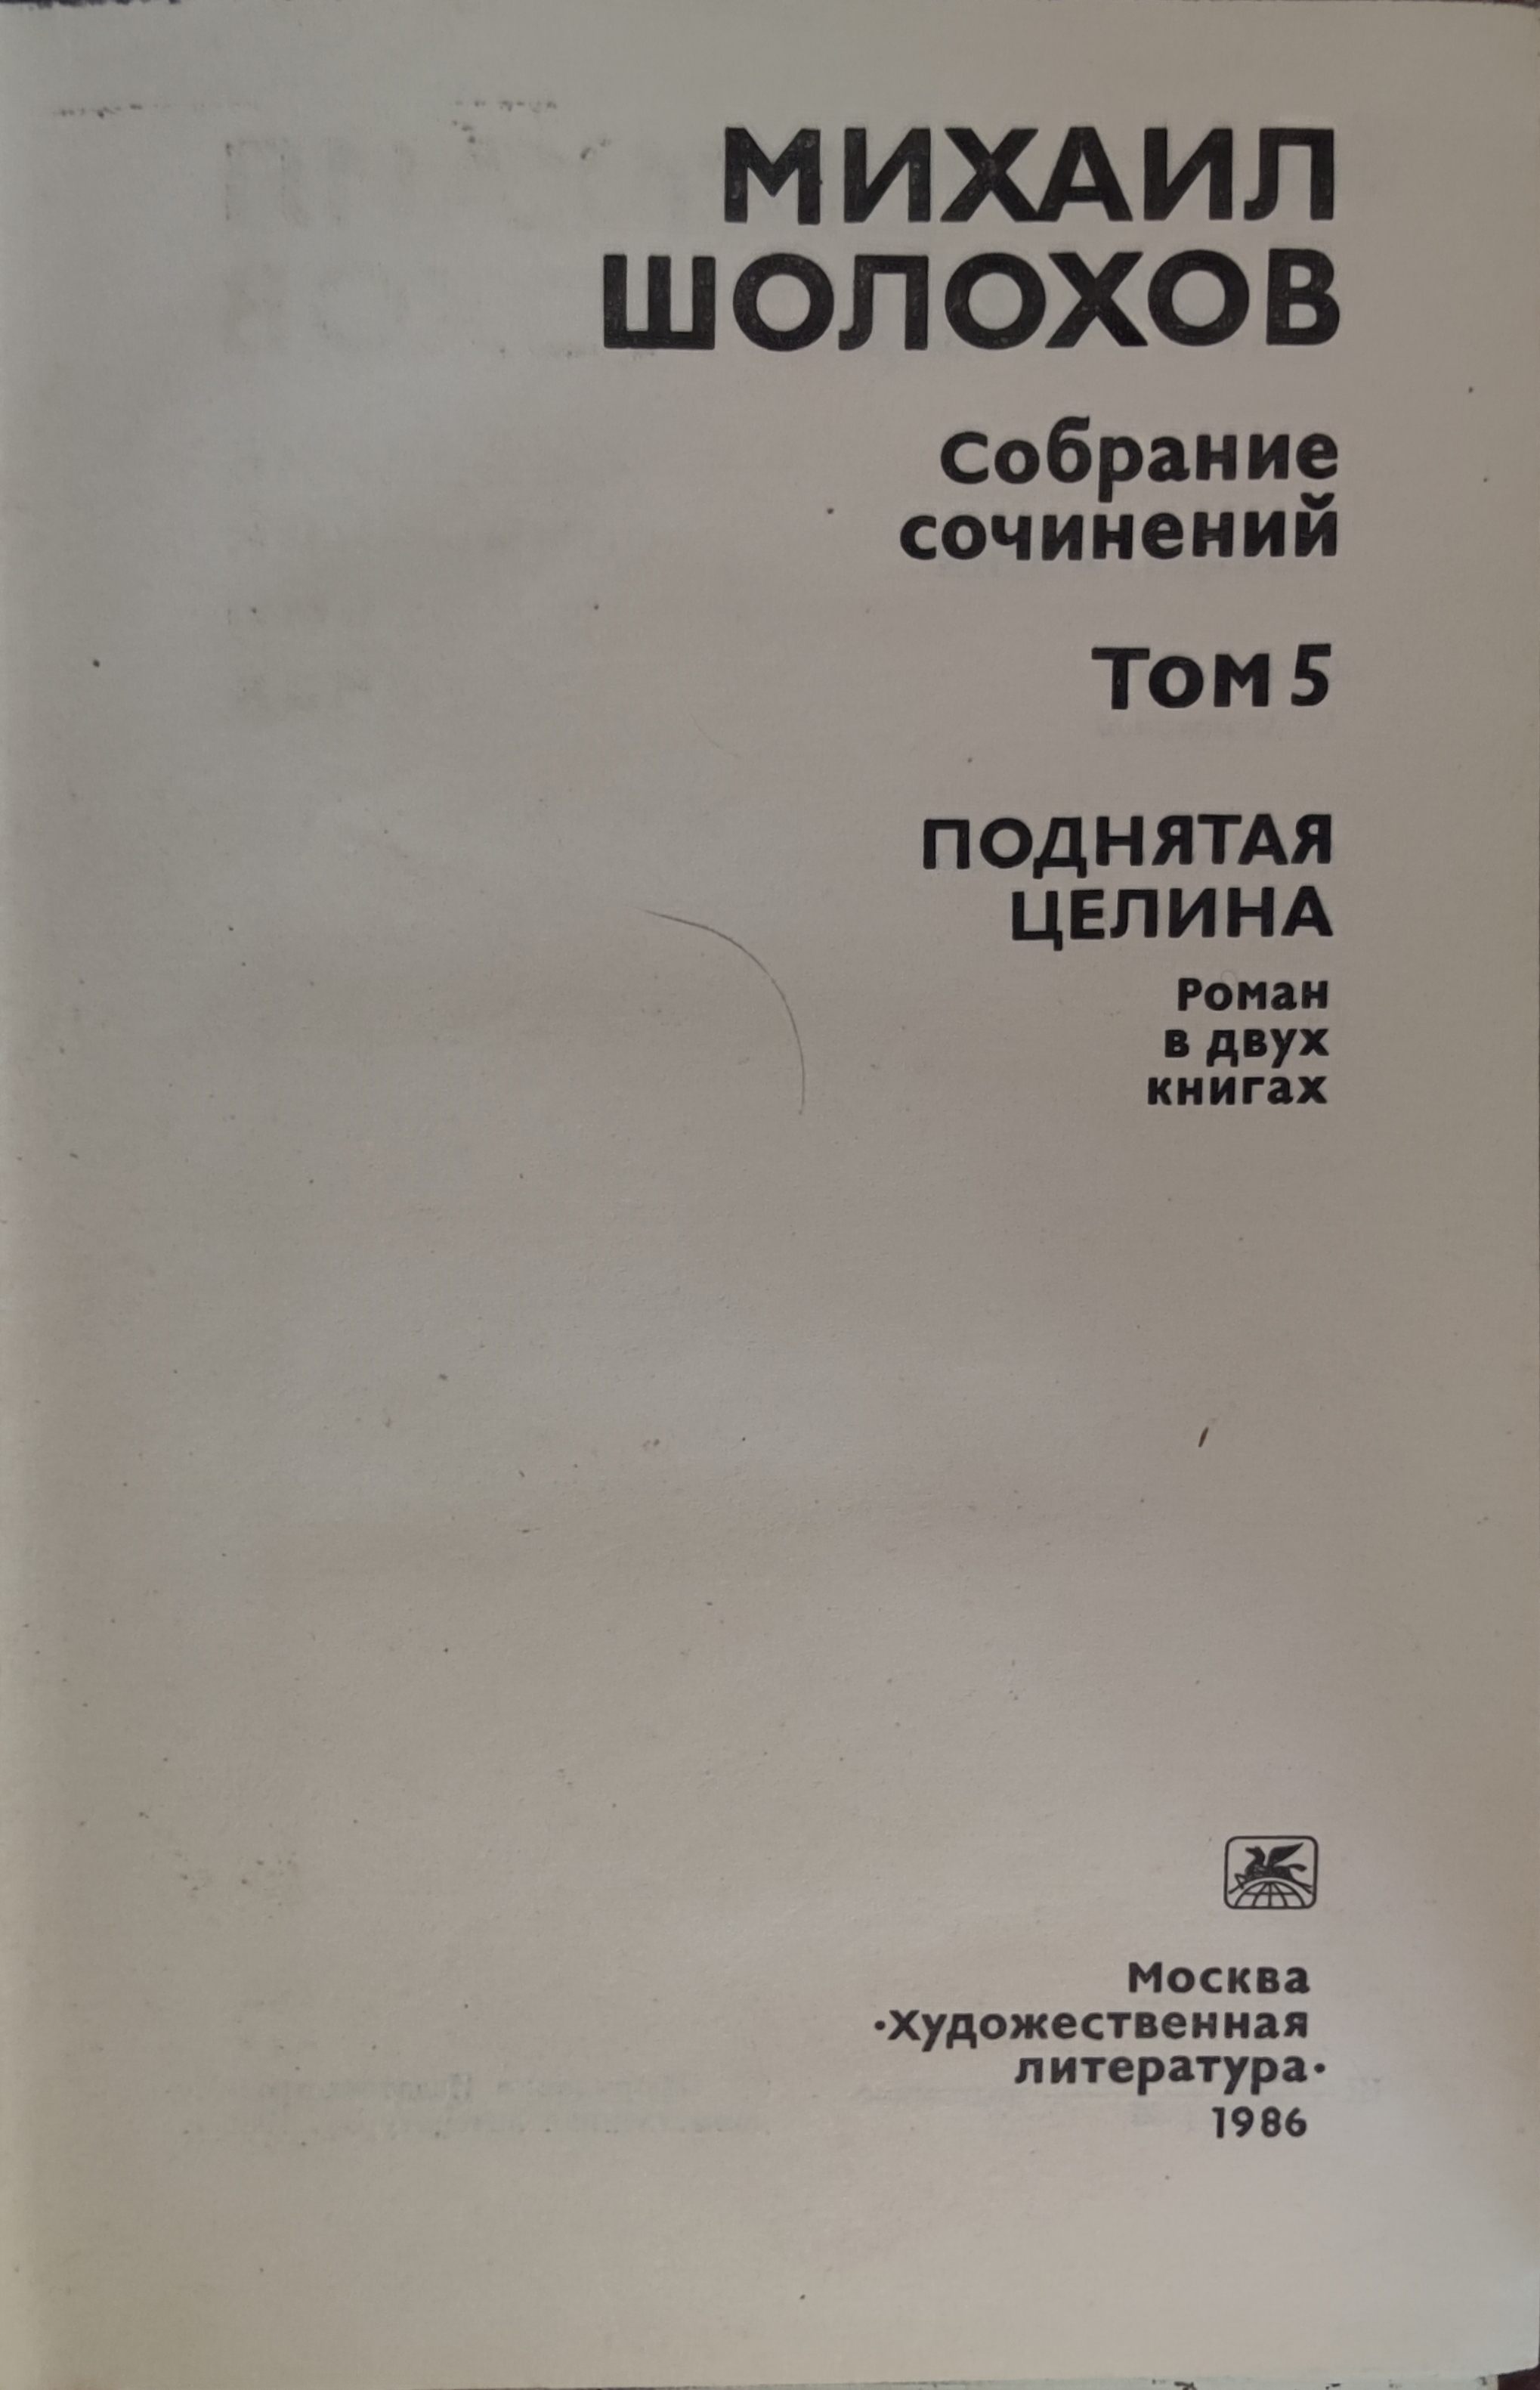 МИХАИЛ
ШОЛОХОВ
Собрание
сочинений
Том 5
ПОДНЯТАЯ
ЦЕЛИНА
Роман
в двух
книгах
Москва
•Художественная
литература•
1986